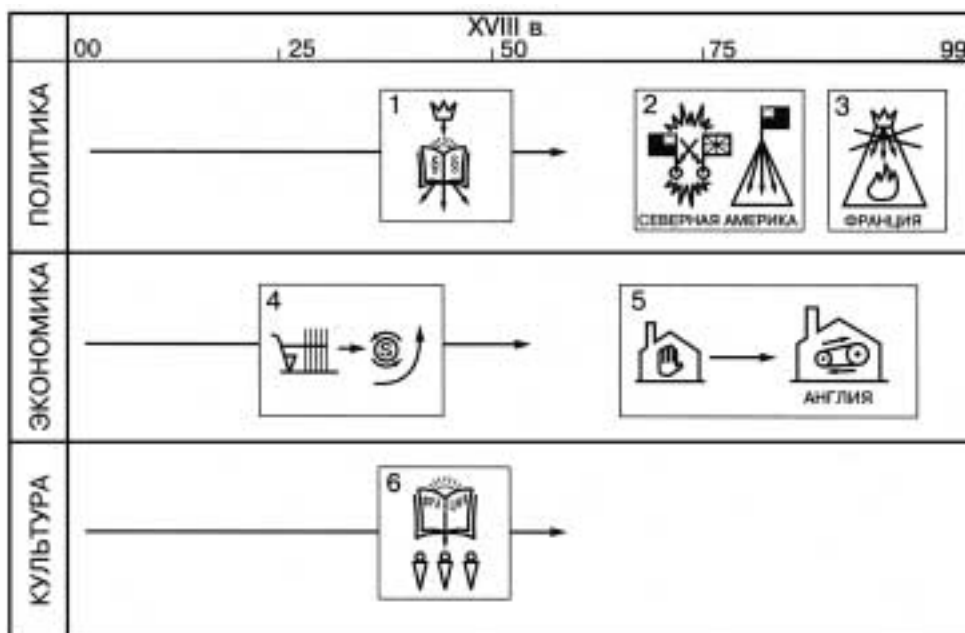 XVIII в.
00 25 50 75 99
ПОЛИТИКА
1
2
СЕВЕРНАЯ АМЕРИКА
3
ФРАНЦИЯ
ЭКОНОМИКА
4
5
АНГЛИЯ
КУЛЬТУРА
6